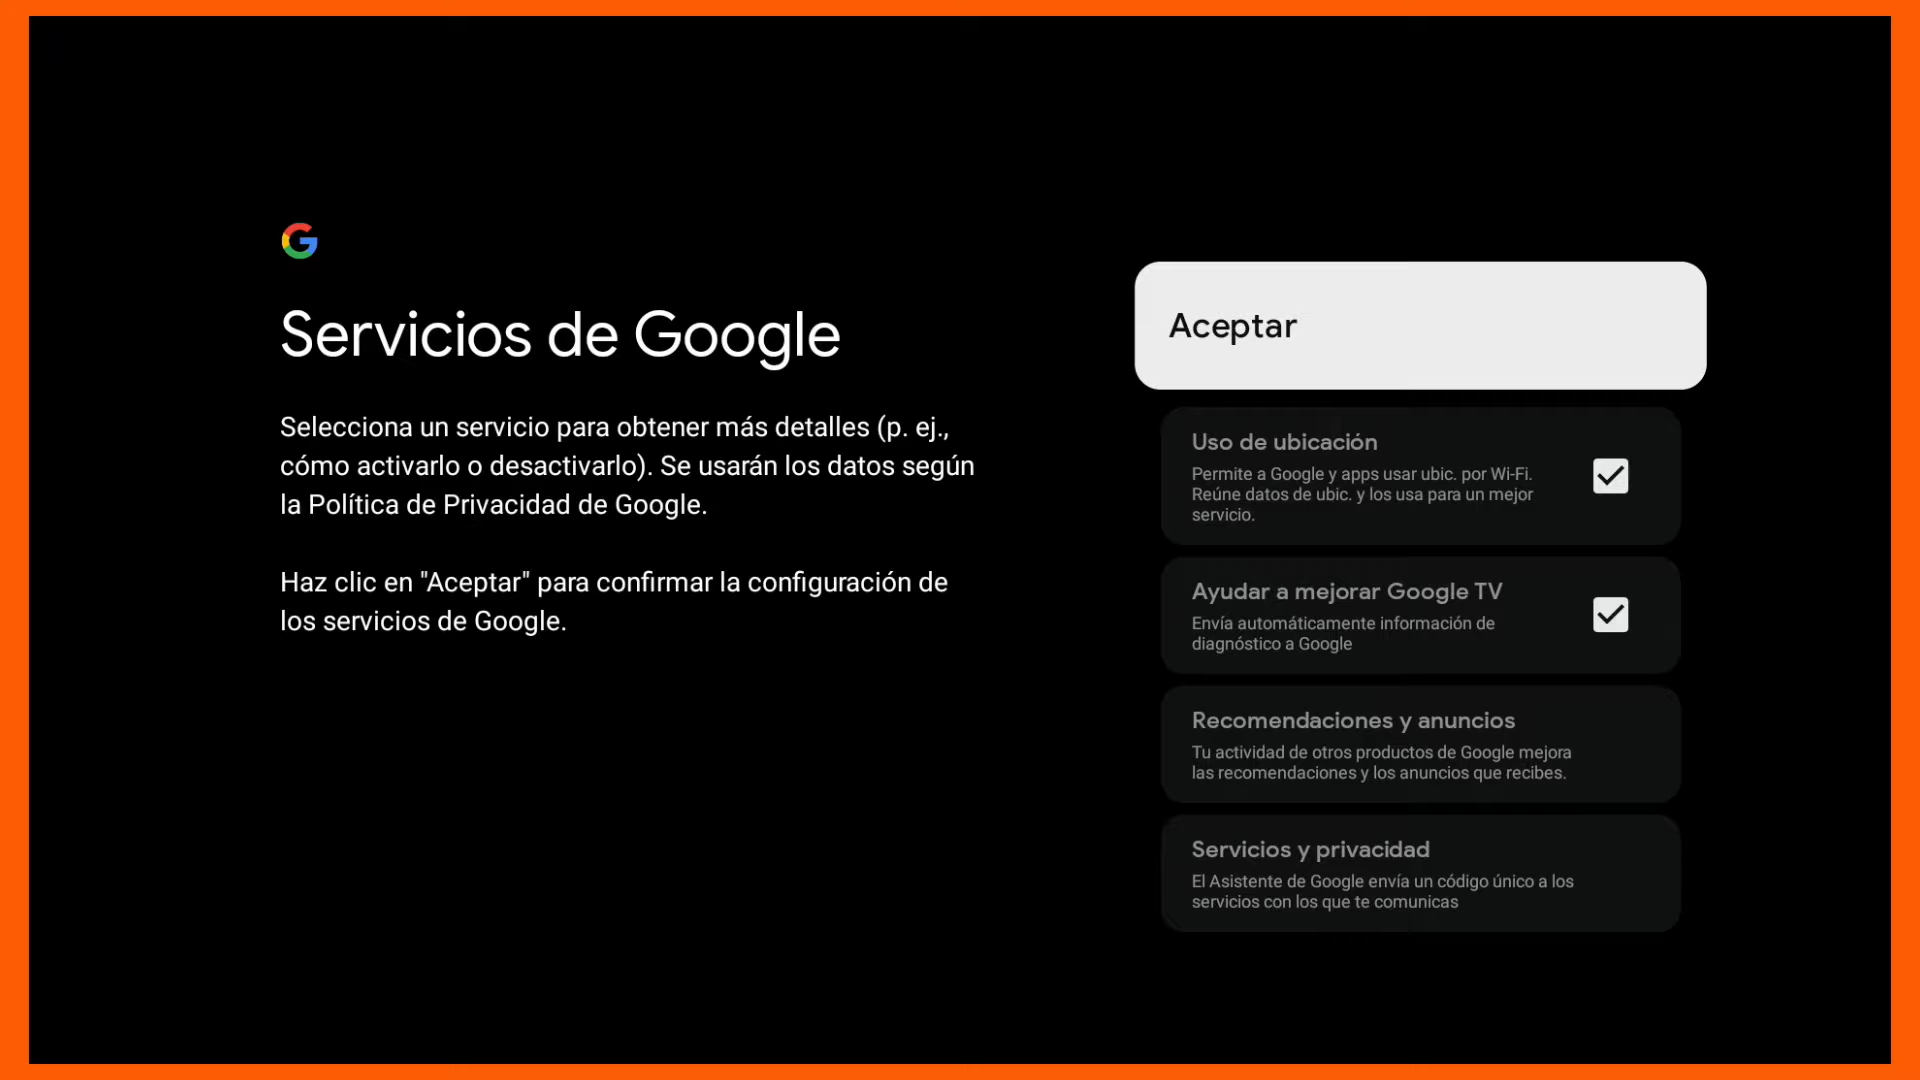 Servicios de Google
Selecciona un servicio para obtener más detalles (p. ej.,
cómo activarlo o desactivarlo). Se usarán los datos según
la Política de Privacidad de Google.
Haz clic en "Aceptar" para confirmar la configuración de
los servicios de Google.
Aceptar
Uso de ubicación
Permite a Google y apps usar ubic. por Wi-Fi.
Reúne datos de ubic. y los usa para un mejor
servicio.
Ayudar a mejorar Google TV
Envía automáticamente información de
diagnóstico a Google
Recomendaciones y anuncios
Tu actividad de otros productos de Google mejora
las recomendaciones y los anuncios que recibes.
Servicios y privacidad
El Asistente de Google envía un código único a los
servicios con los que te comunicas